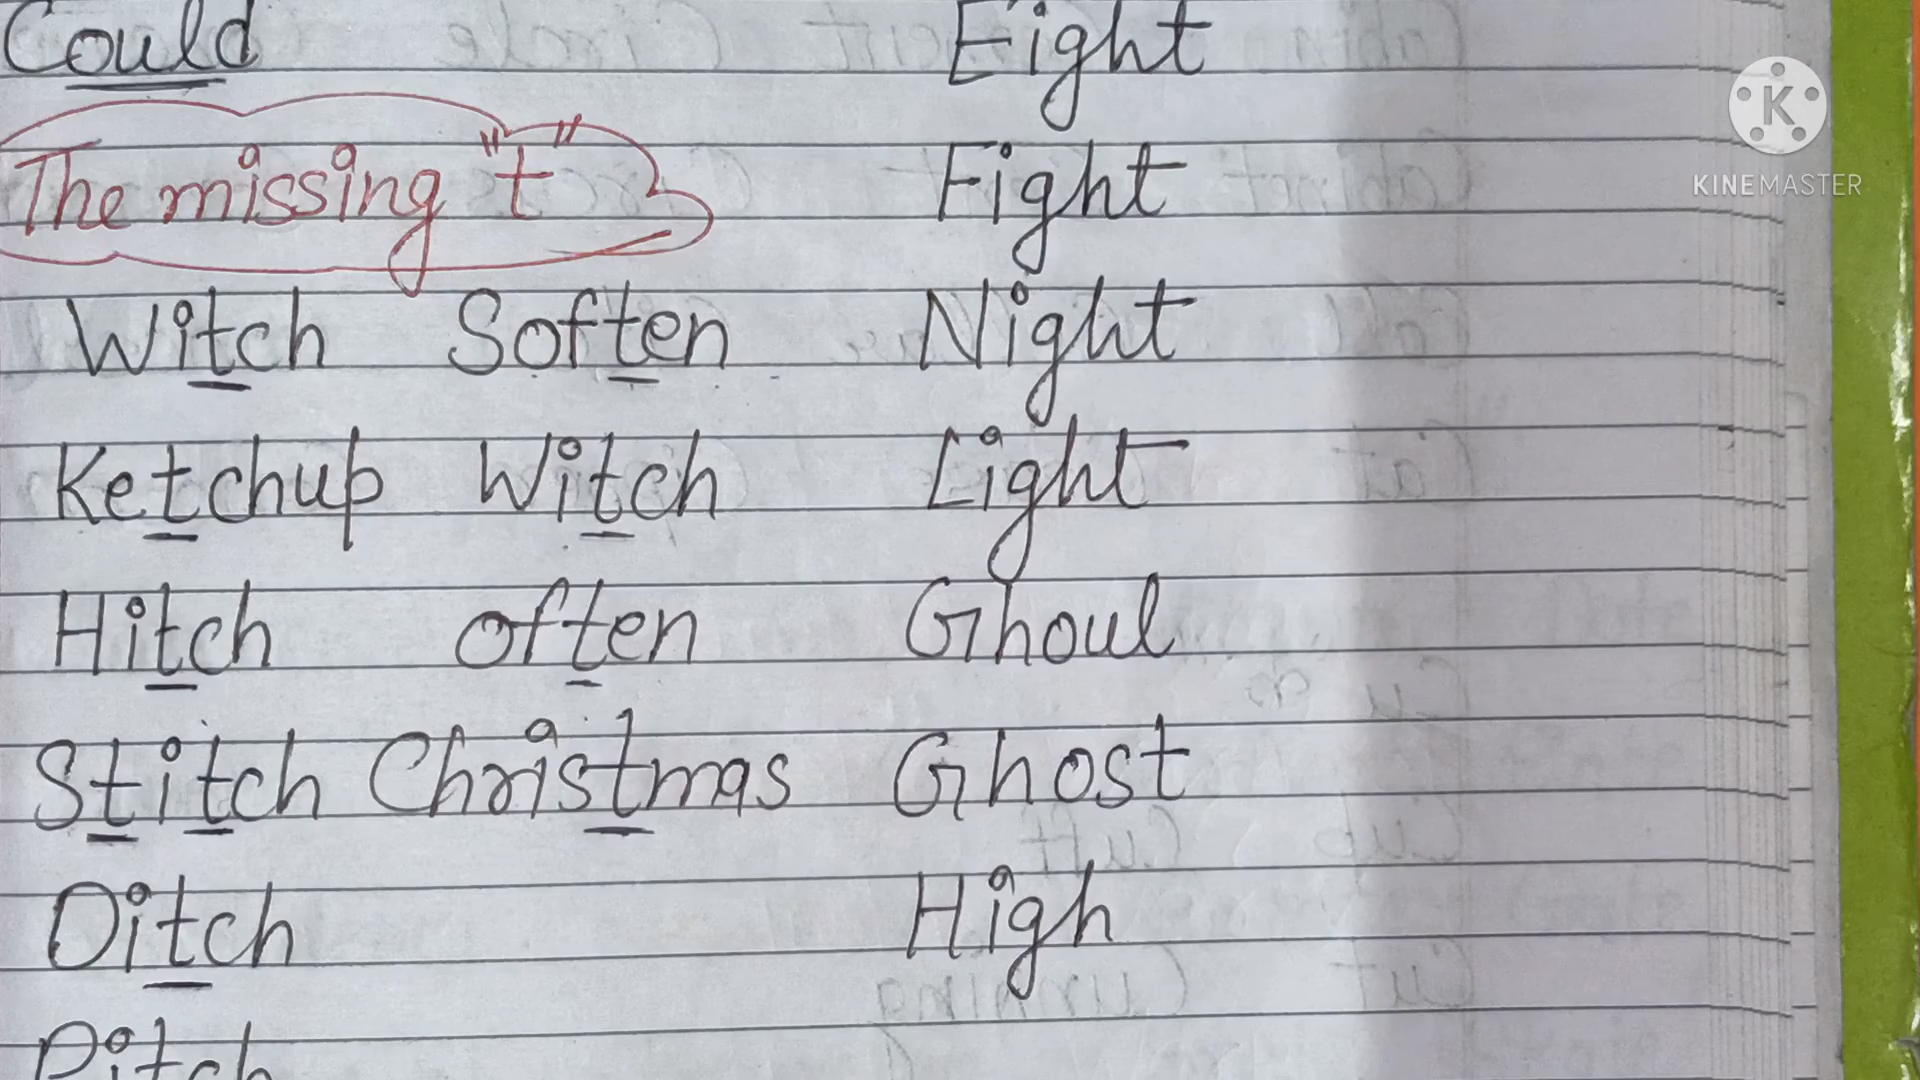 Could Eight
The missing "t" Fight
KINEMASTER
Witch Soften Night
Ketchup Witch Light
Hitch often Ghoul
Stitch Christmas Ghost
Ditch High
Pitch